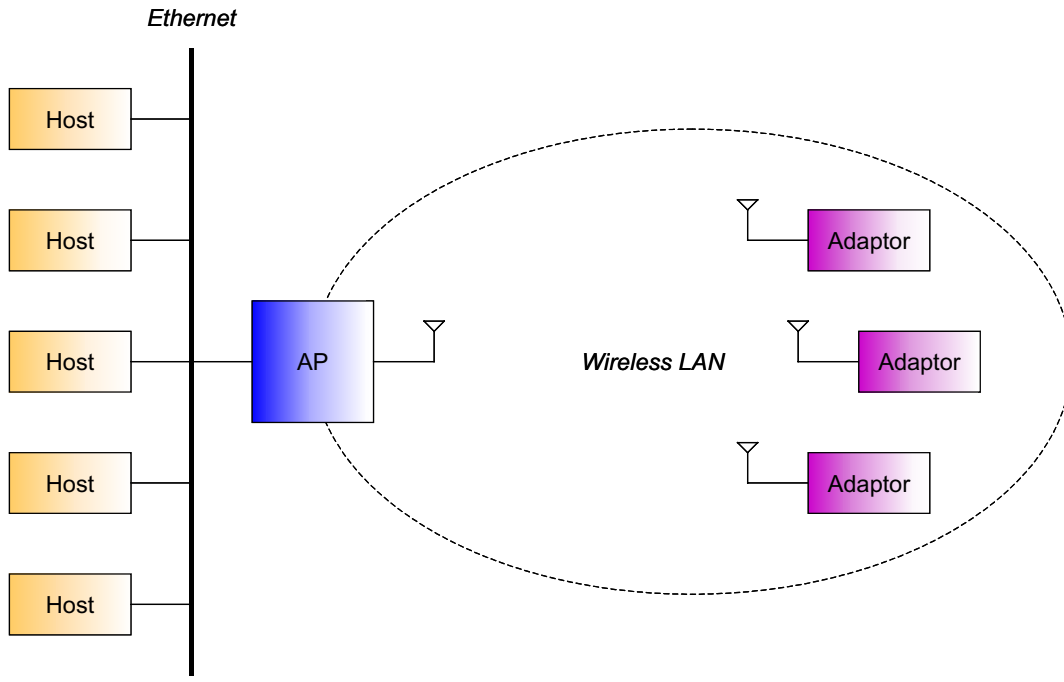 Ethernet
Host
Host
Adaptor
Host
AP
Wireless LAN
Adaptor
Host
Adaptor
Host